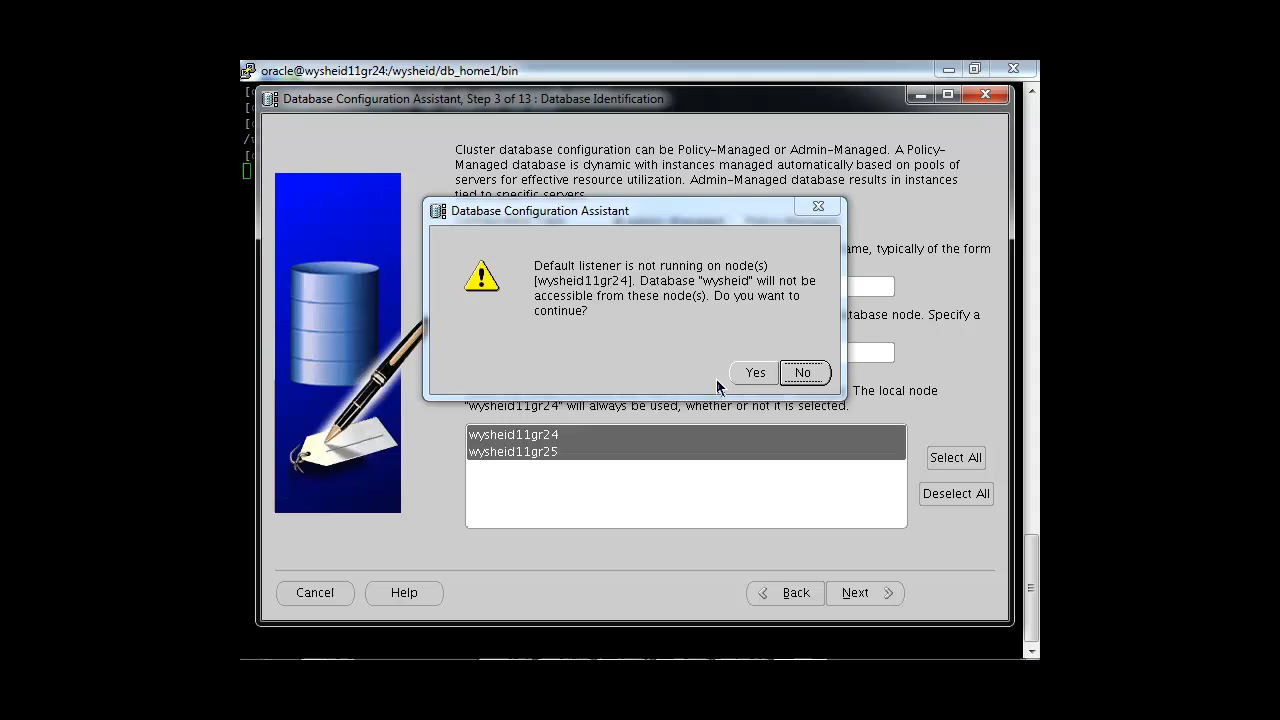 oracle@wysheid11gr24:/wysheid/db_home1/bin
Database Configuration Assistant, Step 3 of 13 : Database Identification
Cluster database configuration can be Policy-Managed or Admin-Managed. A Policy-
Managed database is dynamic with instances managed automatically based on pools of
servers for effective resource utilization. Admin-Managed database results in instances
tied to specific servers.
Database Configuration Assistant
ame, typically of the form
Default listener is not running on node(s)
[wysheid11gr24]. Database "wysheid" will not be
accessible from these node(s). Do you want to
continue?
tabase node. Specify a
Yes
No
The local node
"wysheid11gr24" will always be used, whether or not it is selected.
wysheid11gr24
wysheid11gr25
Select All
Deselect All
Cancel
Help
Back
Next